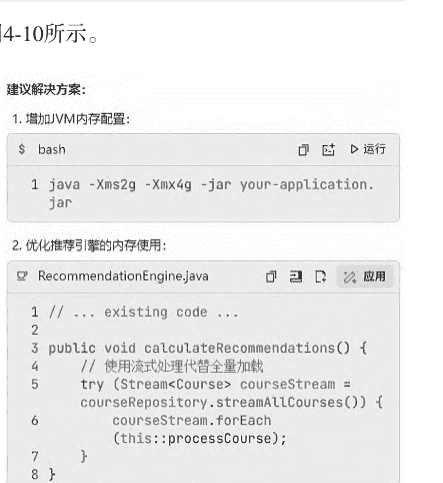 4-10所示。
建议解决方案：
1. 增加JVM内存配置：
$ bash
运行
1 java -Xms2g -Xmx4g -jar your-application.
jar
2. 优化推荐引擎的内存使用：
RecommendationEngine.java
应用
1 // ... existing code ...
2
3 public void calculateRecommendations() {
4 // 使用流式处理代替全量加载
5 try (Stream<Course> courseStream =
courseRepository.streamAllCourses()) {
6 courseStream.forEach
(this::processCourse);
7 }
8 }